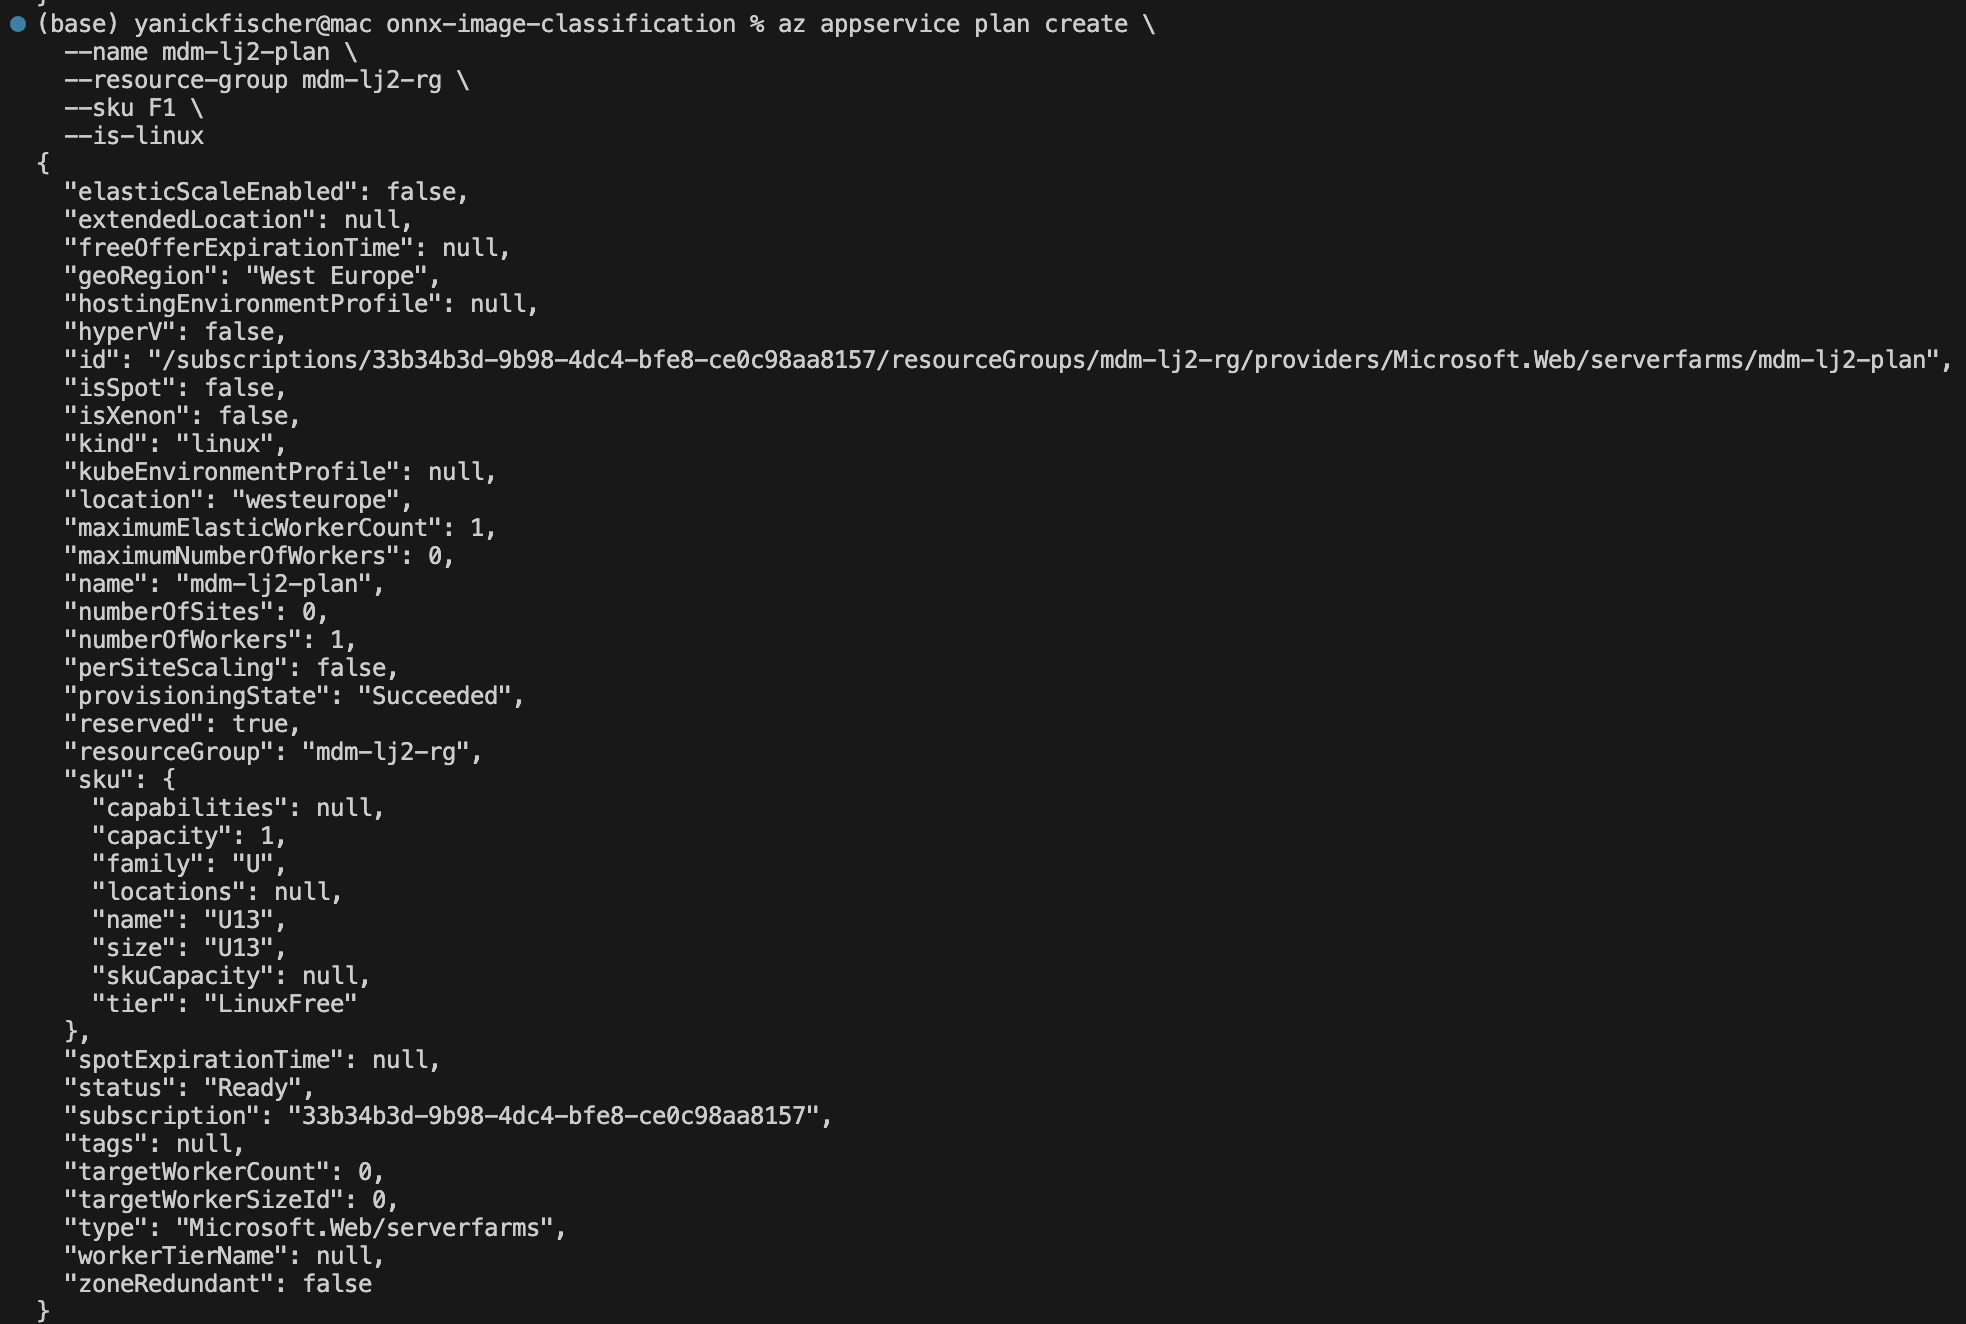 (base) yanickfischer@mac onnx-image-classification % az appservice plan create \
  --name mdm-lj2-plan \
  --resource-group mdm-lj2-rg \
  --sku F1 \
  --is-linux
{
  "elasticScaleEnabled": false,
  "extendedLocation": null,
  "freeOfferExpirationTime": null,
  "geoRegion": "West Europe",
  "hostingEnvironmentProfile": null,
  "hyperV": false,
  "id": "/subscriptions/33b34b3d-9b98-4dc4-bfe8-ce0c98aa8157/resourceGroups/mdm-lj2-rg/providers/Microsoft.Web/serverfarms/mdm-lj2-plan",
  "isSpot": false,
  "isXenon": false,
  "kind": "linux",
  "kubeEnvironmentProfile": null,
  "location": "westeurope",
  "maximumElasticWorkerCount": 1,
  "maximumNumberOfWorkers": 0,
  "name": "mdm-lj2-plan",
  "numberOfSites": 0,
  "numberOfWorkers": 1,
  "perSiteScaling": false,
  "provisioningState": "Succeeded",
  "reserved": true,
  "resourceGroup": "mdm-lj2-rg",
  "sku": {
    "capabilities": null,
    "capacity": 1,
    "family": "U",
    "locations": null,
    "name": "U13",
    "size": "U13",
    "skuCapacity": null,
    "tier": "LinuxFree"
  },
  "spotExpirationTime": null,
  "status": "Ready",
  "subscription": "33b34b3d-9b98-4dc4-bfe8-ce0c98aa8157",
  "tags": null,
  "targetWorkerCount": 0,
  "targetWorkerSizeId": 0,
  "type": "Microsoft.Web/serverfarms",
  "workerTierName": null,
  "zoneRedundant": false
}